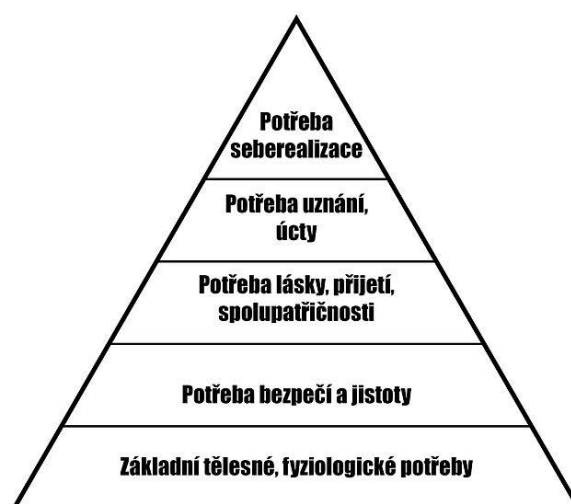 Potřeba
seberealizace
Potřeba uznání,
úcty
Potřeba lásky, přijetí,
spolupatřičnosti
Potřeba bezpečí a jistoty
Základní tělesné, fyziologické potřeby